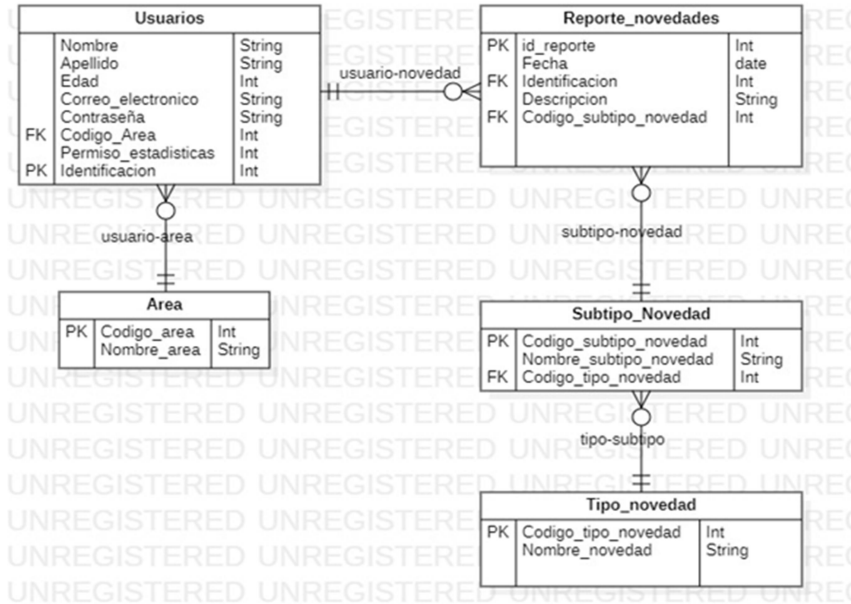 Usuarios
Nombre String
Apellido String
Edad Int
Correo_electronico String
Contraseña String
FK Codigo_Area Int
Permiso_estadisticas Int
PK Identificacion Int
usuario-novedad
Reporte_novedades
PK id_reporte Int
Fecha date
FK Identificacion Int
Descripcion String
FK Codigo_subtipo_novedad Int
usuario-area
subtipo-novedad
Area
PK Codigo_area Int
Nombre_area String
Subtipo_Novedad
PK Codigo_subtipo_novedad Int
Nombre_subtipo_novedad String
FK Codigo_tipo_novedad Int
tipo-subtipo
Tipo_novedad
PK Codigo_tipo_novedad Int
Nombre_novedad String
UNREGISTERED UNREGISTERED UNREGISTERED UNREGISTERED